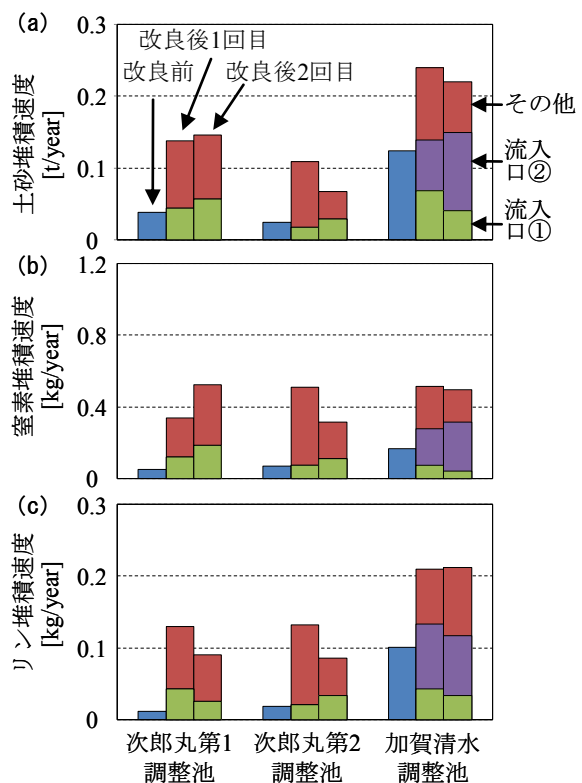 (a)
土砂堆積速度
[t/year]
0.3
0.2
0.1
0
改良後1回目
改良前
改良後2回目
その他
流入
口②
流入
口①
(b)
窒素堆積速度
[kg/year]
1.2
0.8
0.4
0
(c)
リン堆積速度
[kg/year]
0.3
0.2
0.1
0
次郎丸第1
調整池
次郎丸第2
調整池
加賀清水
調整池